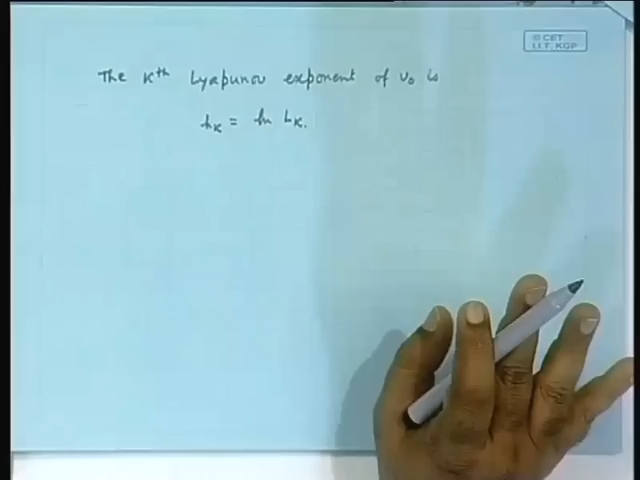 © CET
I.I.T. KGP
The Kth Lyapunov exponent of v₀ is
hK = ln LK.